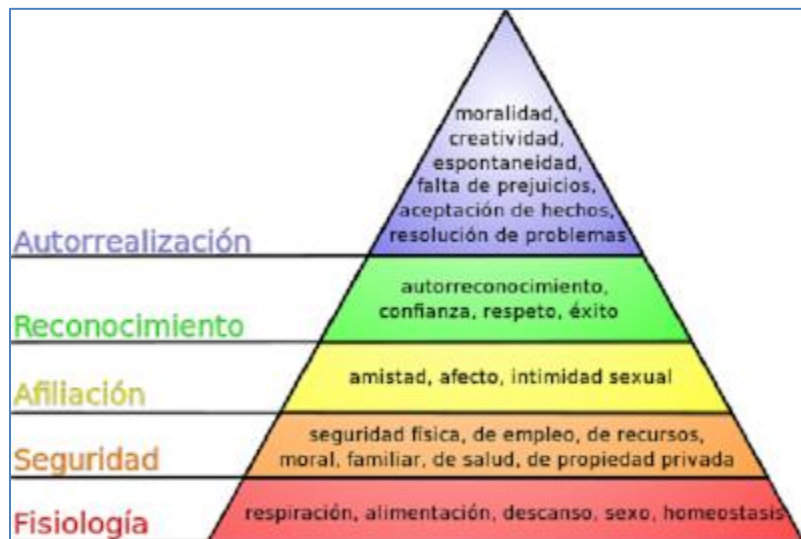 moralidad,
creatividad,
espontaneidad,
falta de prejuicios,
aceptación de hechos,
resolución de problemas
Autorrealización
autorreconocimiento,
confianza, respeto, éxito
Reconocimiento
amistad, afecto, intimidad sexual
Afiliación
seguridad física, de empleo, de recursos,
moral, familiar, de salud, de propiedad privada
Seguridad
respiración, alimentación, descanso, sexo, homeostasis
Fisiología